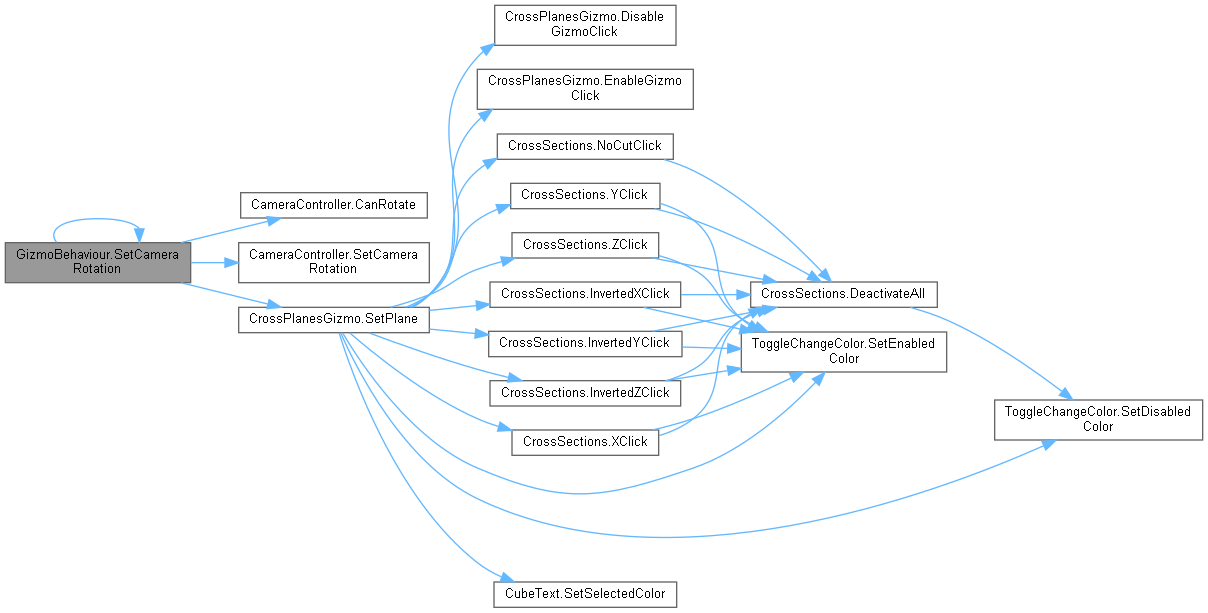 GizmoBehaviour.SetCamera
Rotation
CameraController.CanRotate
CameraController.SetCamera
Rotation
CrossPlanesGizmo.SetPlane
CrossPlanesGizmo.Disable
GizmoClick
CrossPlanesGizmo.EnableGizmo
Click
CrossSections.NoCutClick
CrossSections.YClick
CrossSections.ZClick
CrossSections.InvertedXClick
CrossSections.InvertedYClick
CrossSections.InvertedZClick
CrossSections.XClick
CubeText.SetSelectedColor
CrossSections.DeactivateAll
ToggleChangeColor.SetEnabled
Color
ToggleChangeColor.SetDisabled
Color